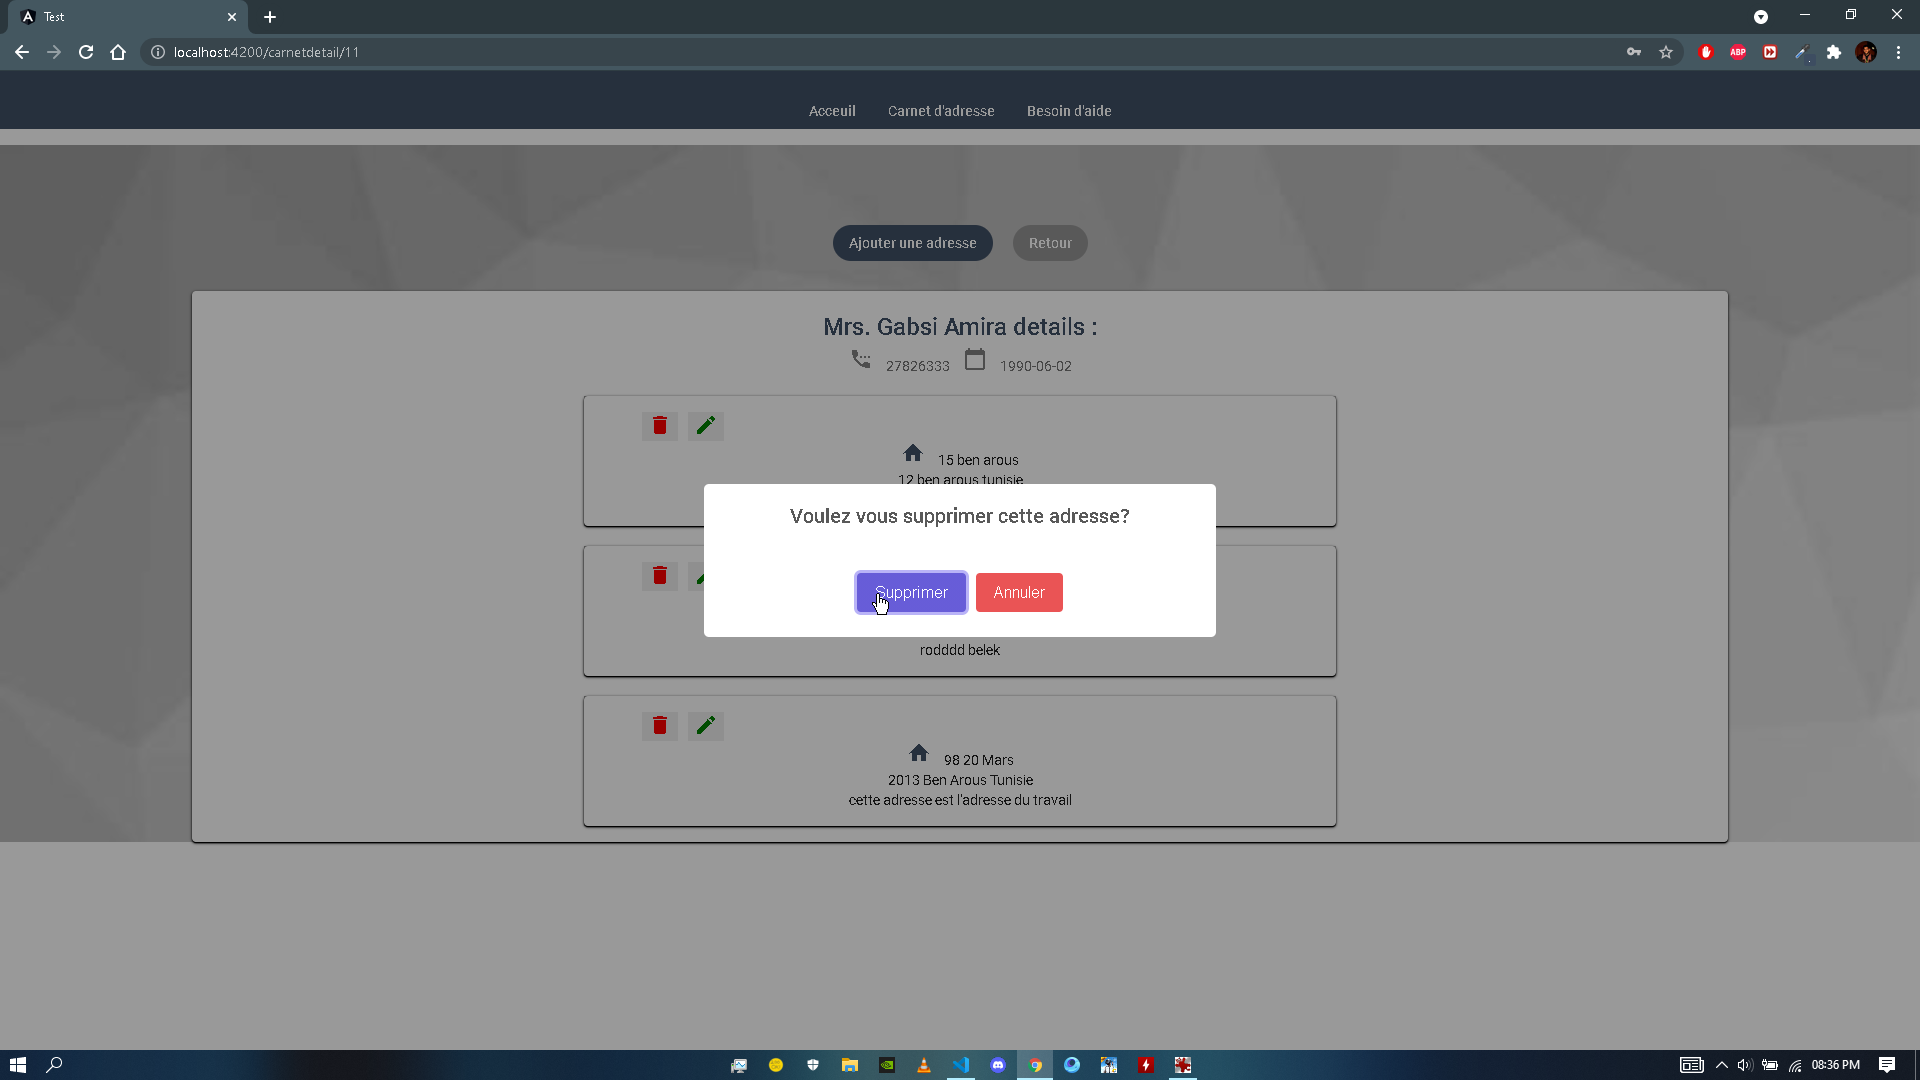 Test
localhost:4200/carnetdetail/11
ABP
Acceuil Carnet d'adresse Besoin d'aide
Ajouter une adresse Retour
Mrs. Gabsi Amira details :
27826333 1990-06-02
15 ben arous
12 ben arous tunisie
Voulez vous supprimer cette adresse?
Supprimer Annuler
rodddd belek
98 20 Mars
2013 Ben Arous Tunisie
cette adresse est l'adresse du travail
08:36 PM